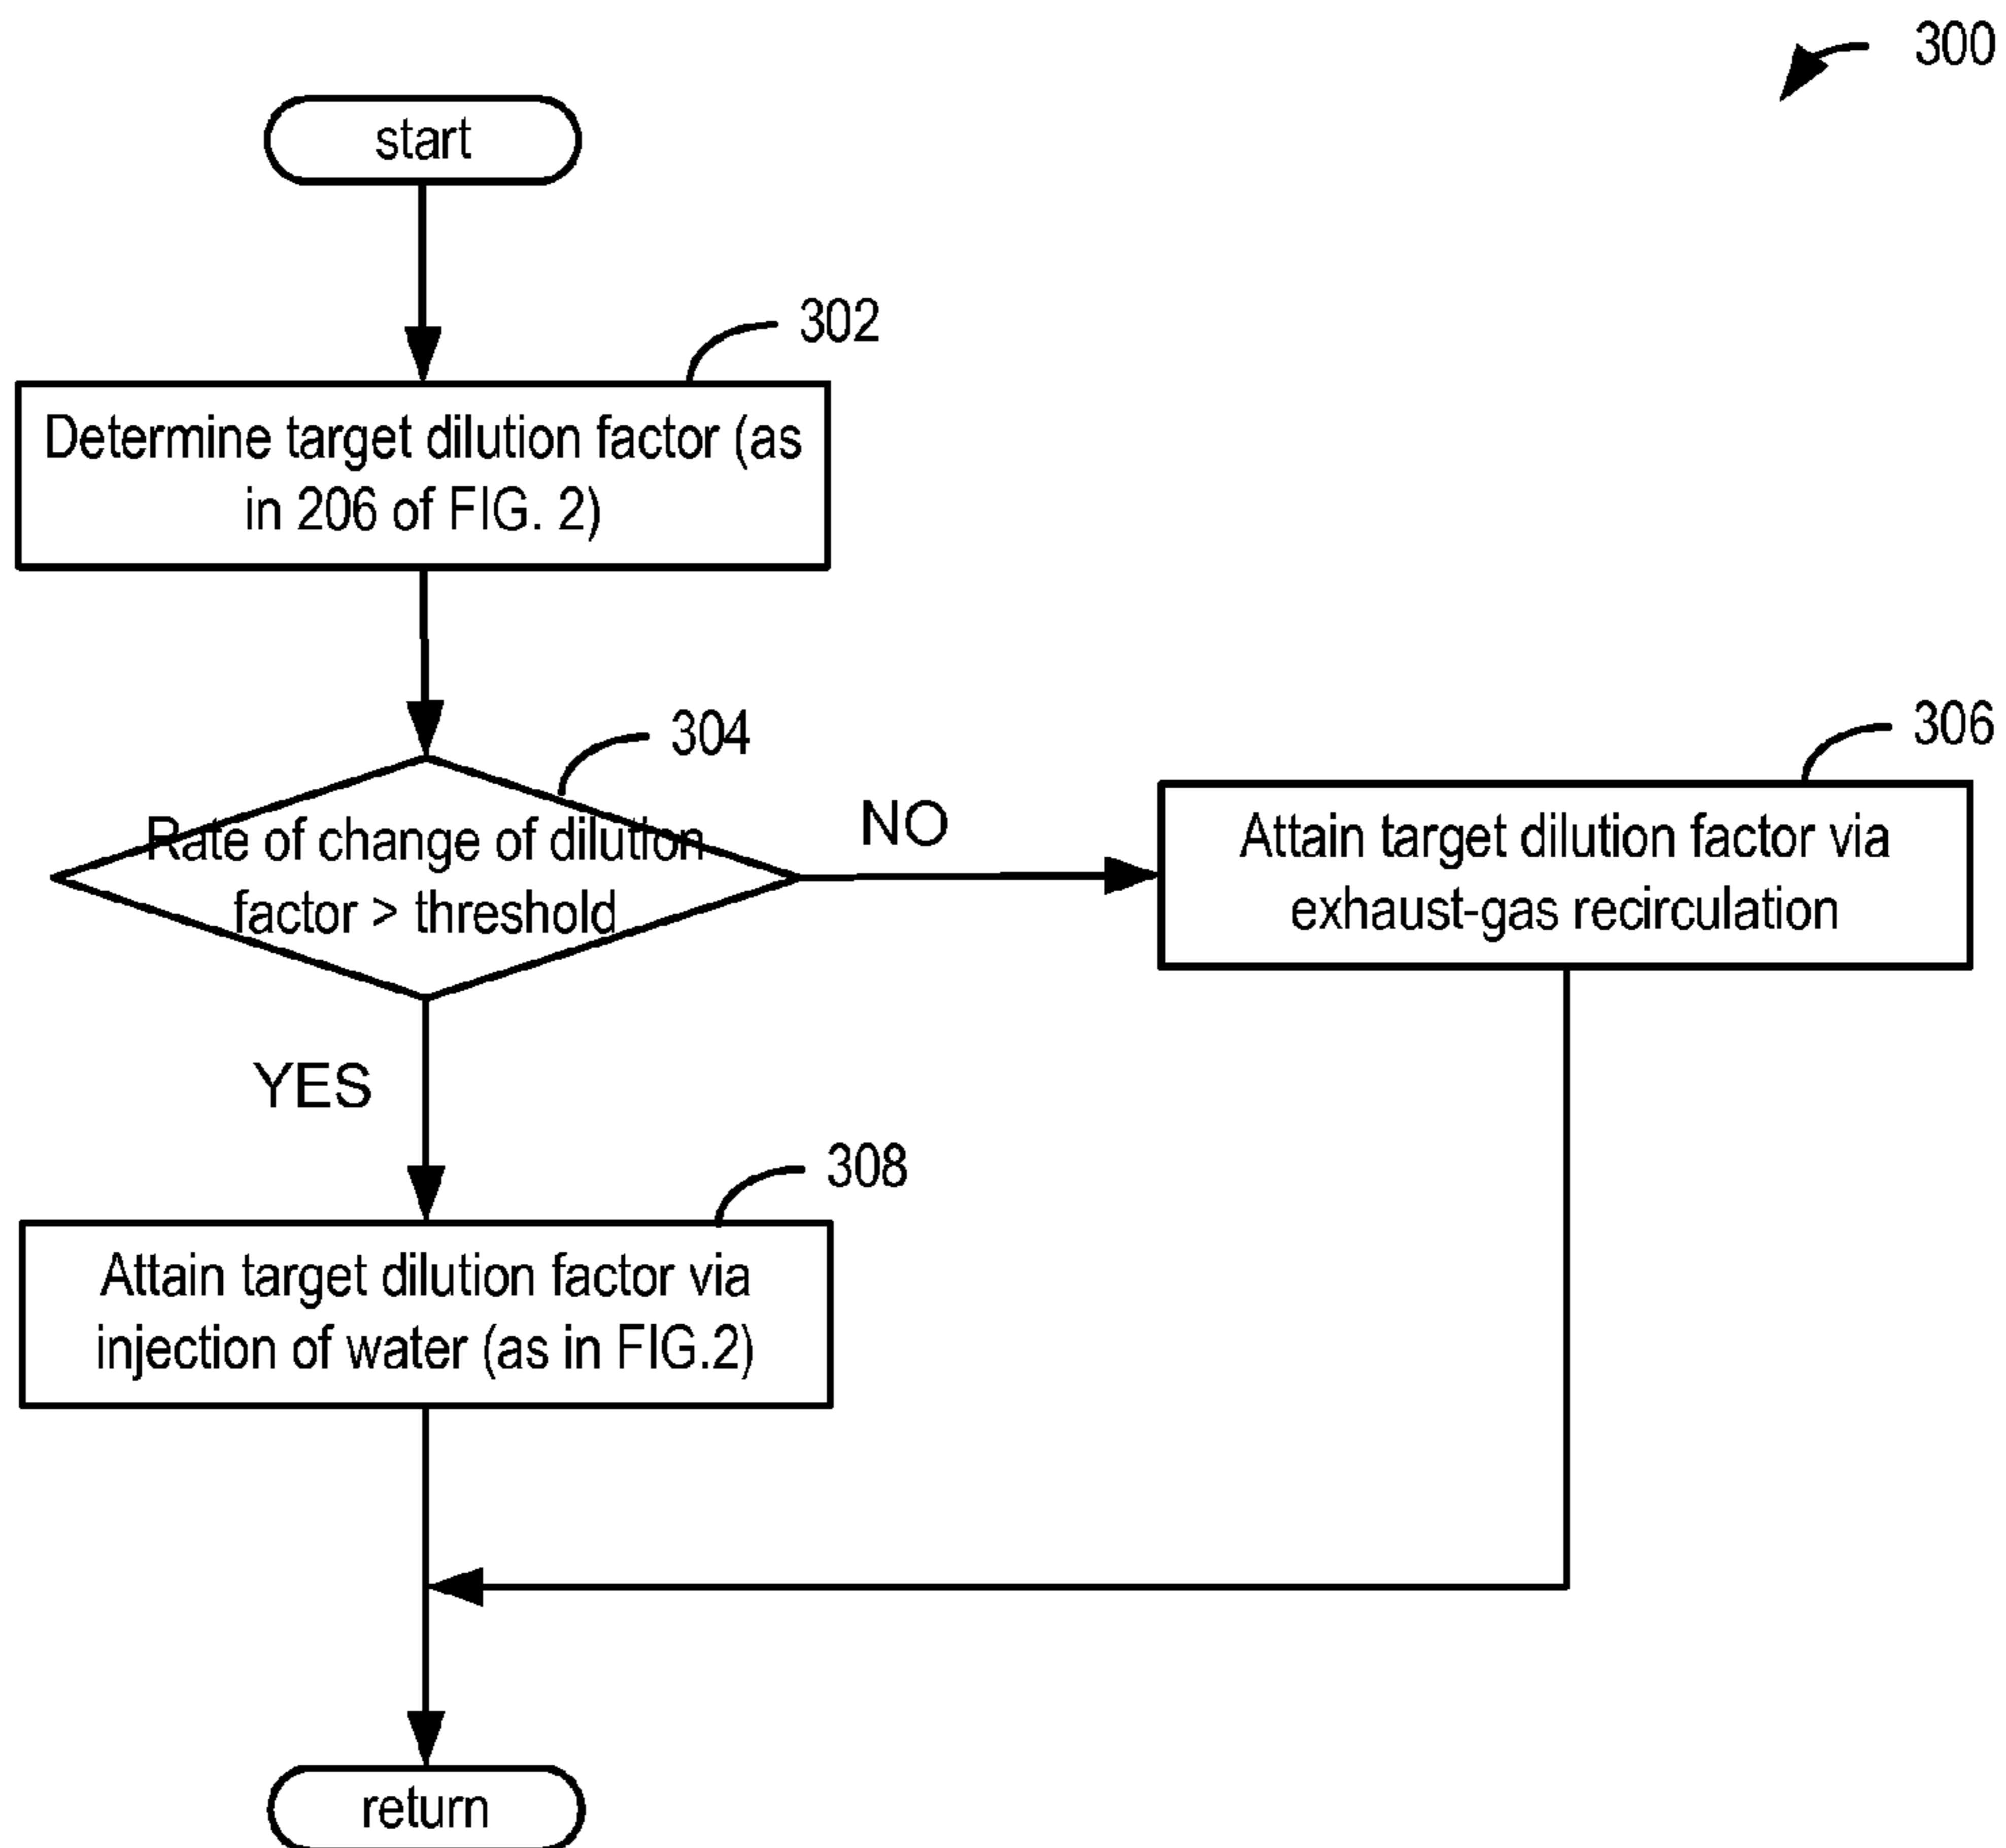 300
start
302
Determine target dilution factor (as
in 206 of FIG. 2)
304
Rate of change of dilution
factor > threshold
NO
306
Attain target dilution factor via
exhaust-gas recirculation
YES
308
Attain target dilution factor via
injection of water (as in FIG.2)
return